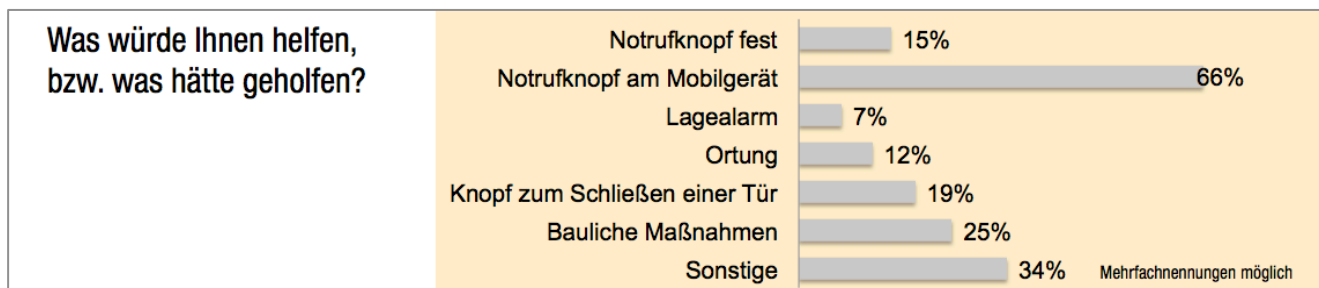 Was würde Ihnen helfen,
bzw. was hätte geholfen?
Notrufknopf fest 15%
Notrufknopf am Mobilgerät 66%
Lagealarm 7%
Ortung 12%
Knopf zum Schließen einer Tür 19%
Bauliche Maßnahmen 25%
Sonstige 34%
Mehrfachnennungen möglich